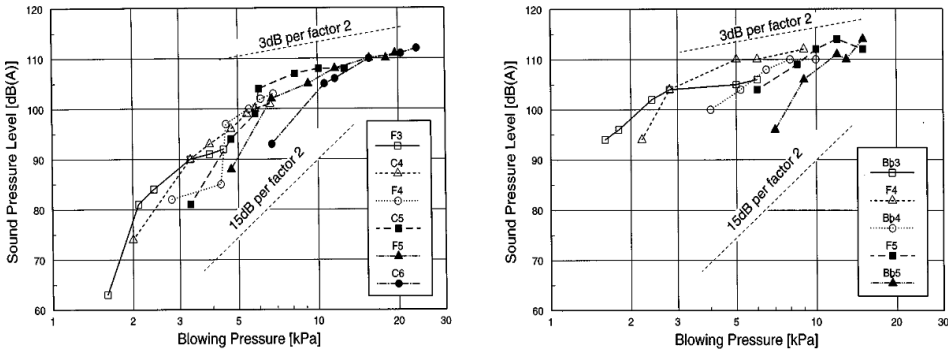 Sound Pressure Level [dB(A)]
120
110
100
90
80
70
60
3dB per factor 2
15dB per factor 2
F3
C4
F4
C5
F5
C6
1
2
3
5
10
20
30
Blowing Pressure [kPa]
Sound Pressure Level [dB(A)]
120
110
100
90
80
70
60
3dB per factor 2
15dB per factor 2
Bb3
F4
Bb4
F5
Bb5
1
2
3
5
10
20
30
Blowing Pressure [kPa]